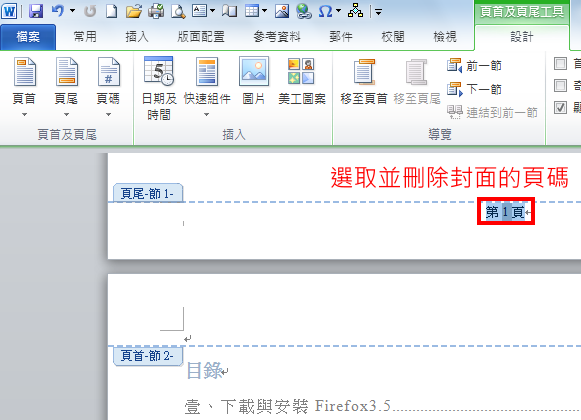 頁首及頁尾工具
檔案 常用 插入 版面配置 參考資料 郵件 校閱 檢視 設計
頁首 頁尾 頁碼 日期及時間 快速組件 圖片 美工圖案 移至頁首 移至頁尾 前一節
下一節
連結到前一節
頁首及頁尾 插入 導覽
選取並刪除封面的頁碼
頁尾-節 1-
第 1 頁
頁首-節 2-
目錄
壹、下載與安裝 Firefox3.5